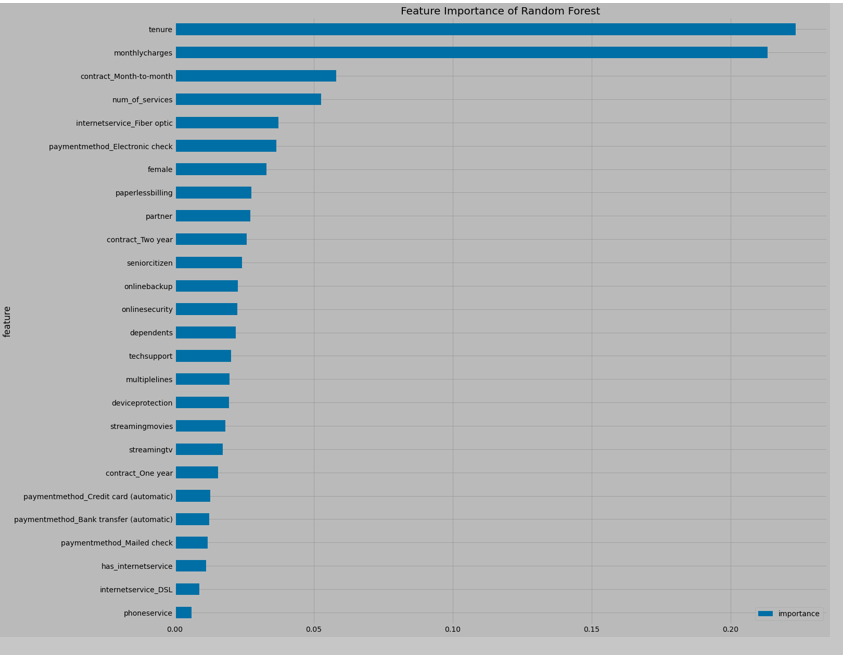 Feature Importance of Random Forest
tenure
monthlycharges
contract_Month-to-month
num_of_services
internetservice_Fiber optic
paymentmethod_Electronic check
female
paperlessbilling
partner
contract_Two year
seniorcitizen
onlinebackup
onlinesecurity
feature
dependents
techsupport
multiplelines
deviceprotection
streamingmovies
streamingtv
contract_One year
paymentmethod_Credit card (automatic)
paymentmethod_Bank transfer (automatic)
paymentmethod_Mailed check
has_internetservice
internetservice_DSL
phoneservice
importance
0.00 0.05 0.10 0.15 0.20